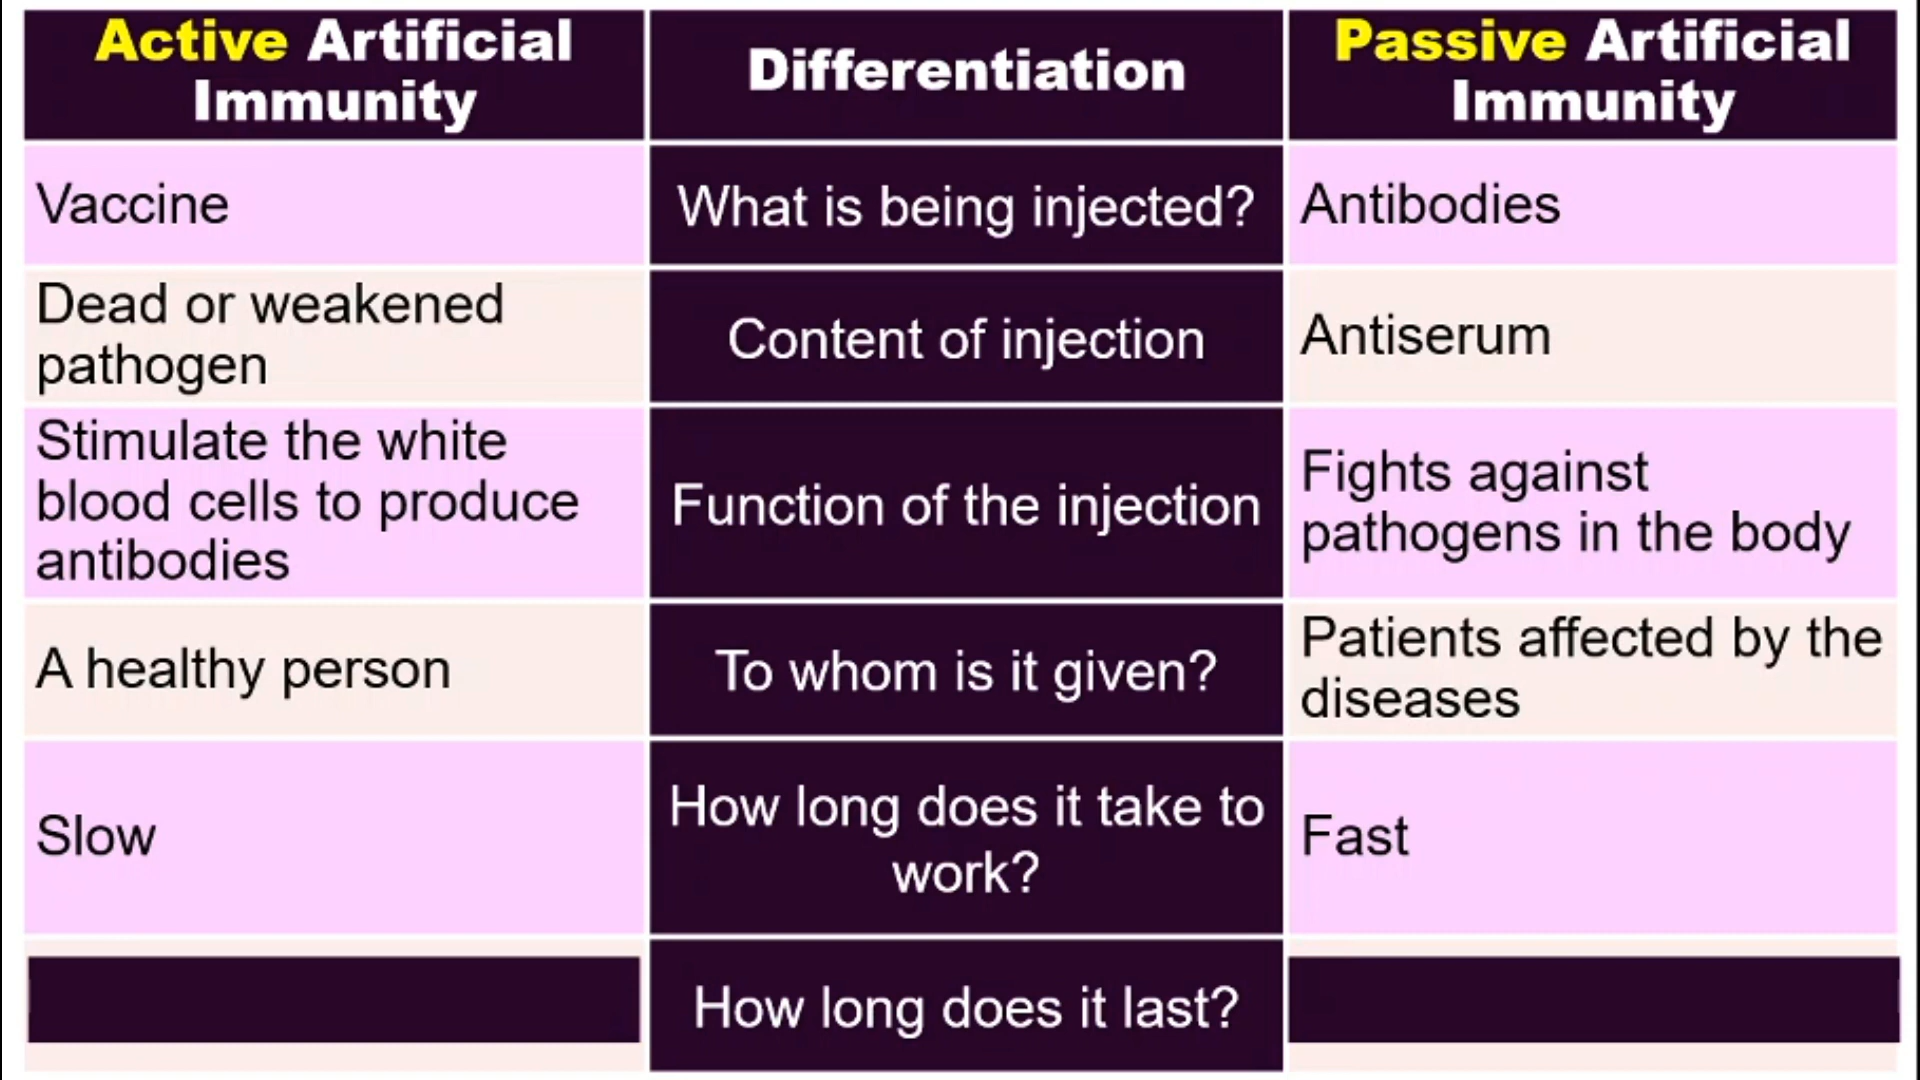 Active Artificial
Immunity
Differentiation
Passive Artificial
Immunity
Vaccine
What is being injected?
Antibodies
Dead or weakened
pathogen
Content of injection
Antiserum
Stimulate the white
blood cells to produce
antibodies
Function of the injection
Fights against
pathogens in the body
A healthy person
To whom is it given?
Patients affected by the
diseases
Slow
How long does it take to
work?
Fast
How long does it last?